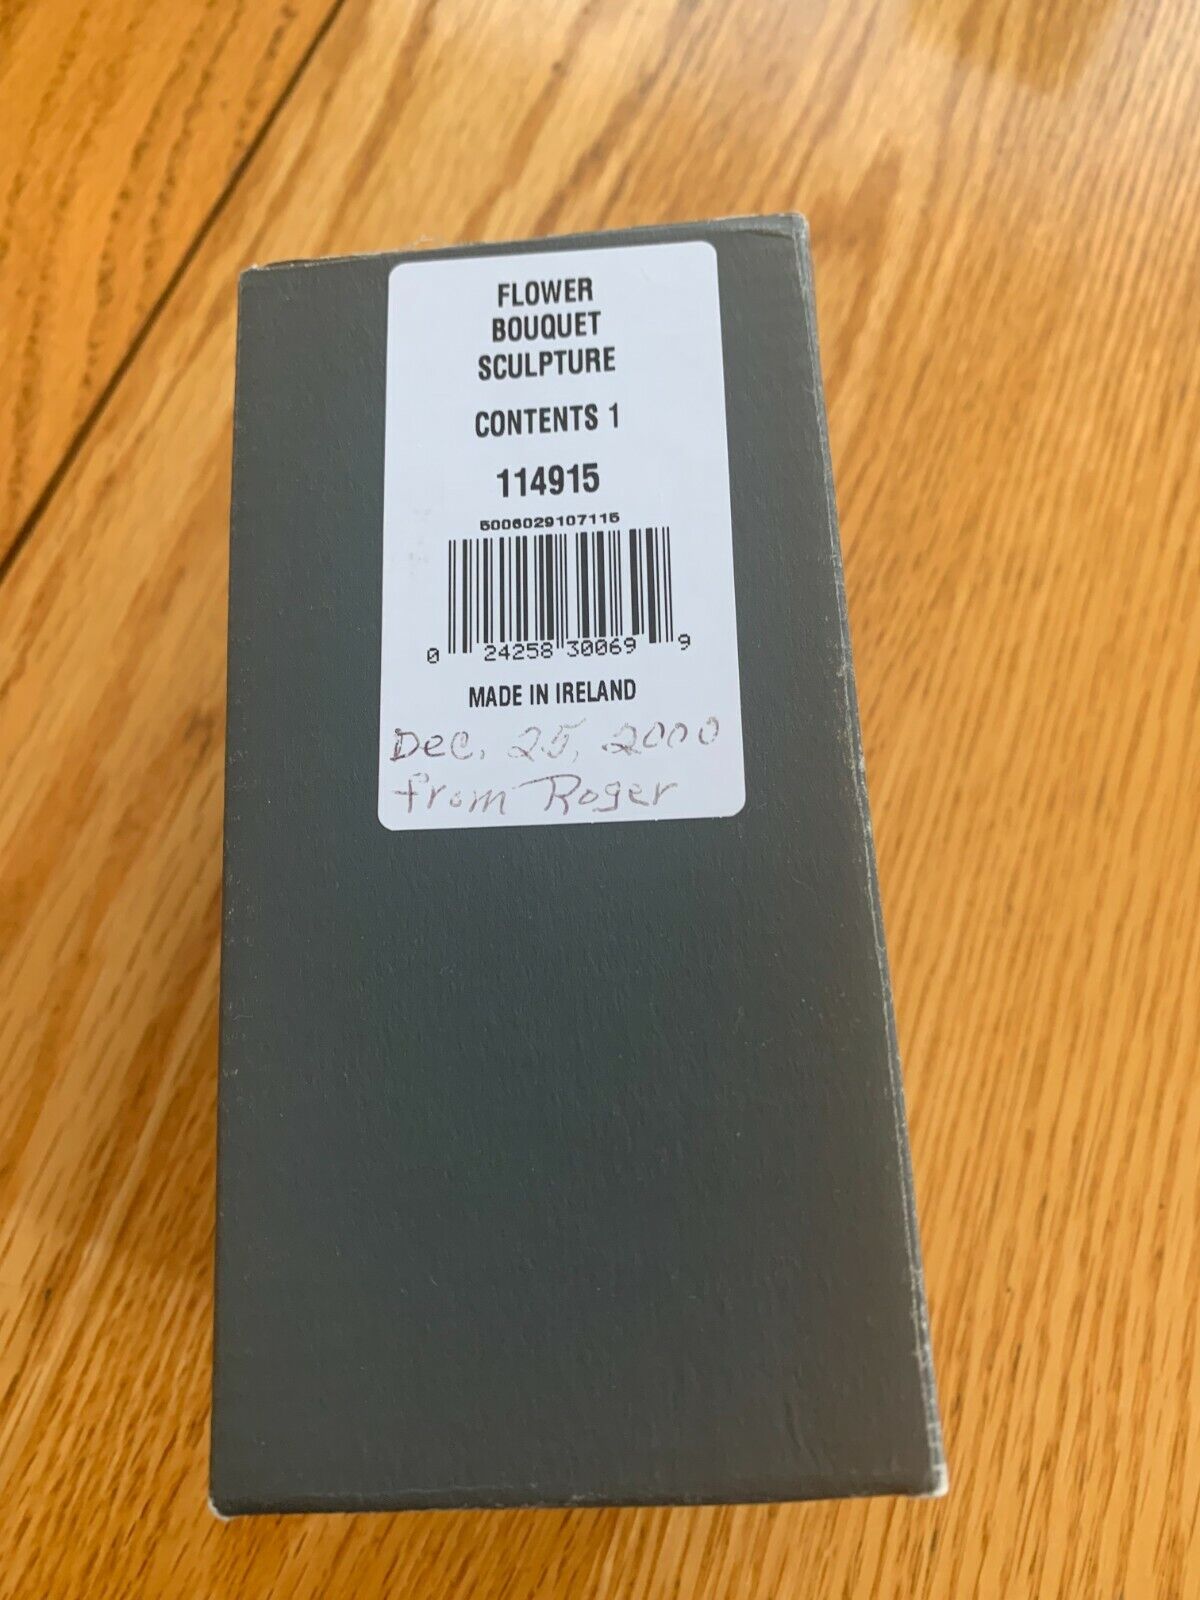 FLOWER
BOUQUET
SCULPTURE
CONTENTS 1
114915
5006029107115
0 24258 30069 9
MADE IN IRELAND
Dec. 25, 2000
from Roger